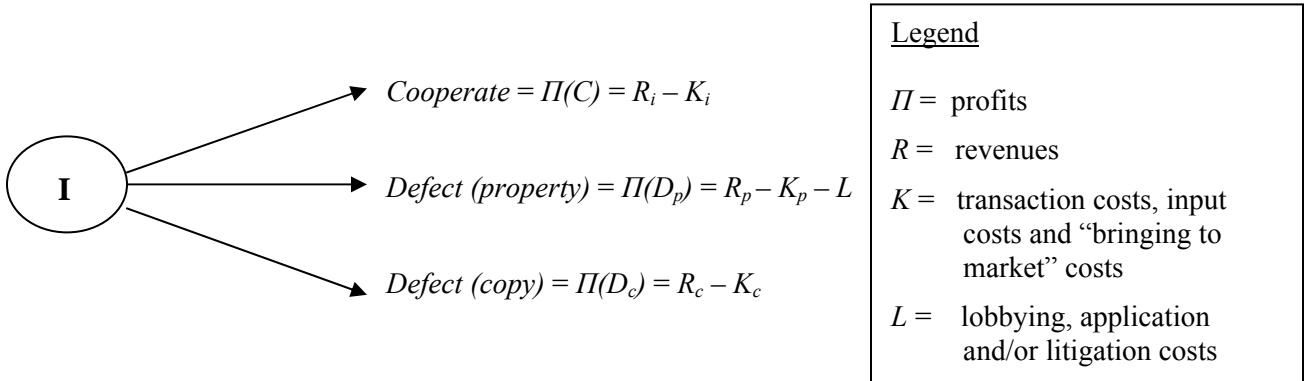 I
Cooperate = Π(C) = Rᵢ – Kᵢ
Defect (property) = Π(Dₚ) = Rₚ – Kₚ – L
Defect (copy) = Π(D꜀) = R꜀ – K꜀
Legend
Π = profits
R = revenues
K = transaction costs, input
costs and “bringing to
market” costs
L = lobbying, application
and/or litigation costs